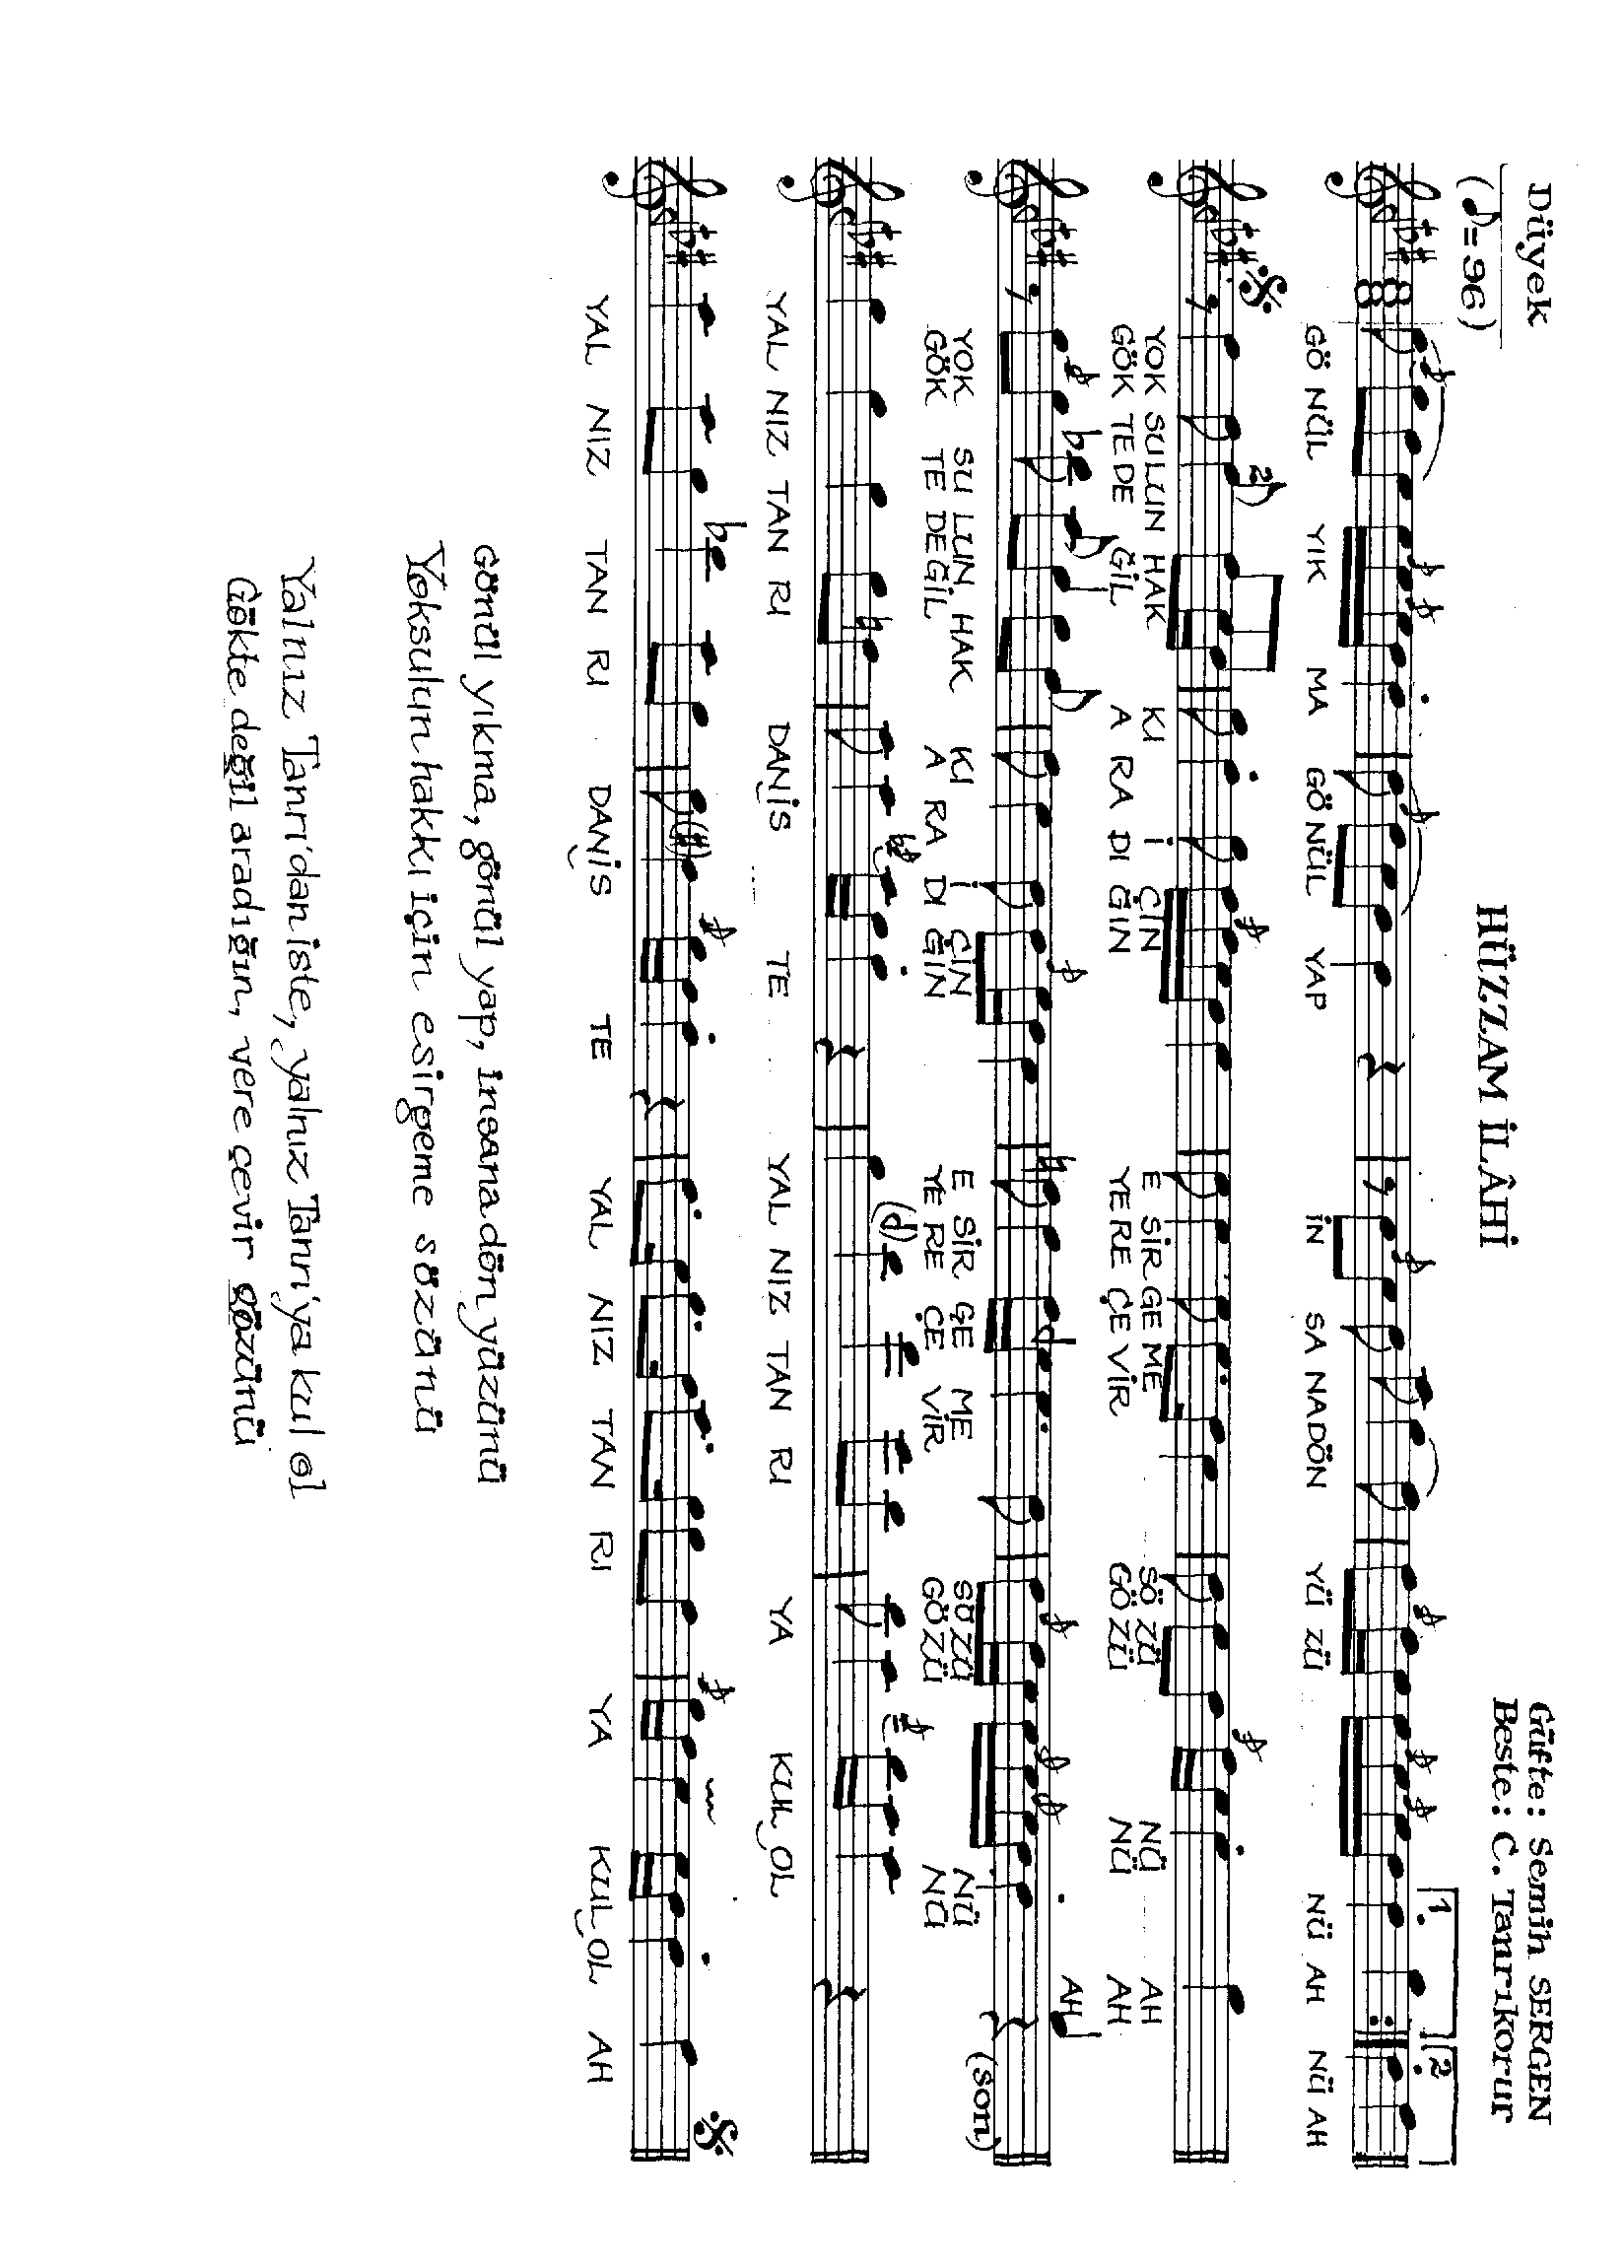 Düyek
(♪=96)
HÜZZAM İLÂHİ
Güfte: Semih SERGEN
Beste: C. Tanrıkorur
1. 2.
GÖ NÜL YIK MA GÖ NÜL YAP İN SA NA DÖN YÜ ZÜ NÜ AH NÜ AH
2
YOK SU LUN HAK KI İ ÇİN E SİR GE ME SÖ ZÜ NÜ AH
GÖK TE DE ĞİL A RA DI ĞIN YE RE ÇE VİR GÖ ZÜ NÜ AH
AH
(son)
YOK SU LUN HAK KI İ ÇİN E SİR GE ME SÖ ZÜ NÜ
GÖK TE DE GİL A RA DI ĞİN YE RE ÇE VİR GÖ ZÜ NÜ
YAL NIZ TAN RI DAN İS TE YAL NIZ TAN RI YA KUL OL
YAL NIZ TAN RI DAN İS TE YAL NIZ TAN RI YA KUL OL AH
Gönül yıkma, gönül yap, insana dön yüzünü
Yoksulun hakkı için esirgeme sözünü
Yalnız Tanrı'dan iste, yalnız Tanrı'ya kul ol
Gökte değil aradığın, yere çevir gözünü